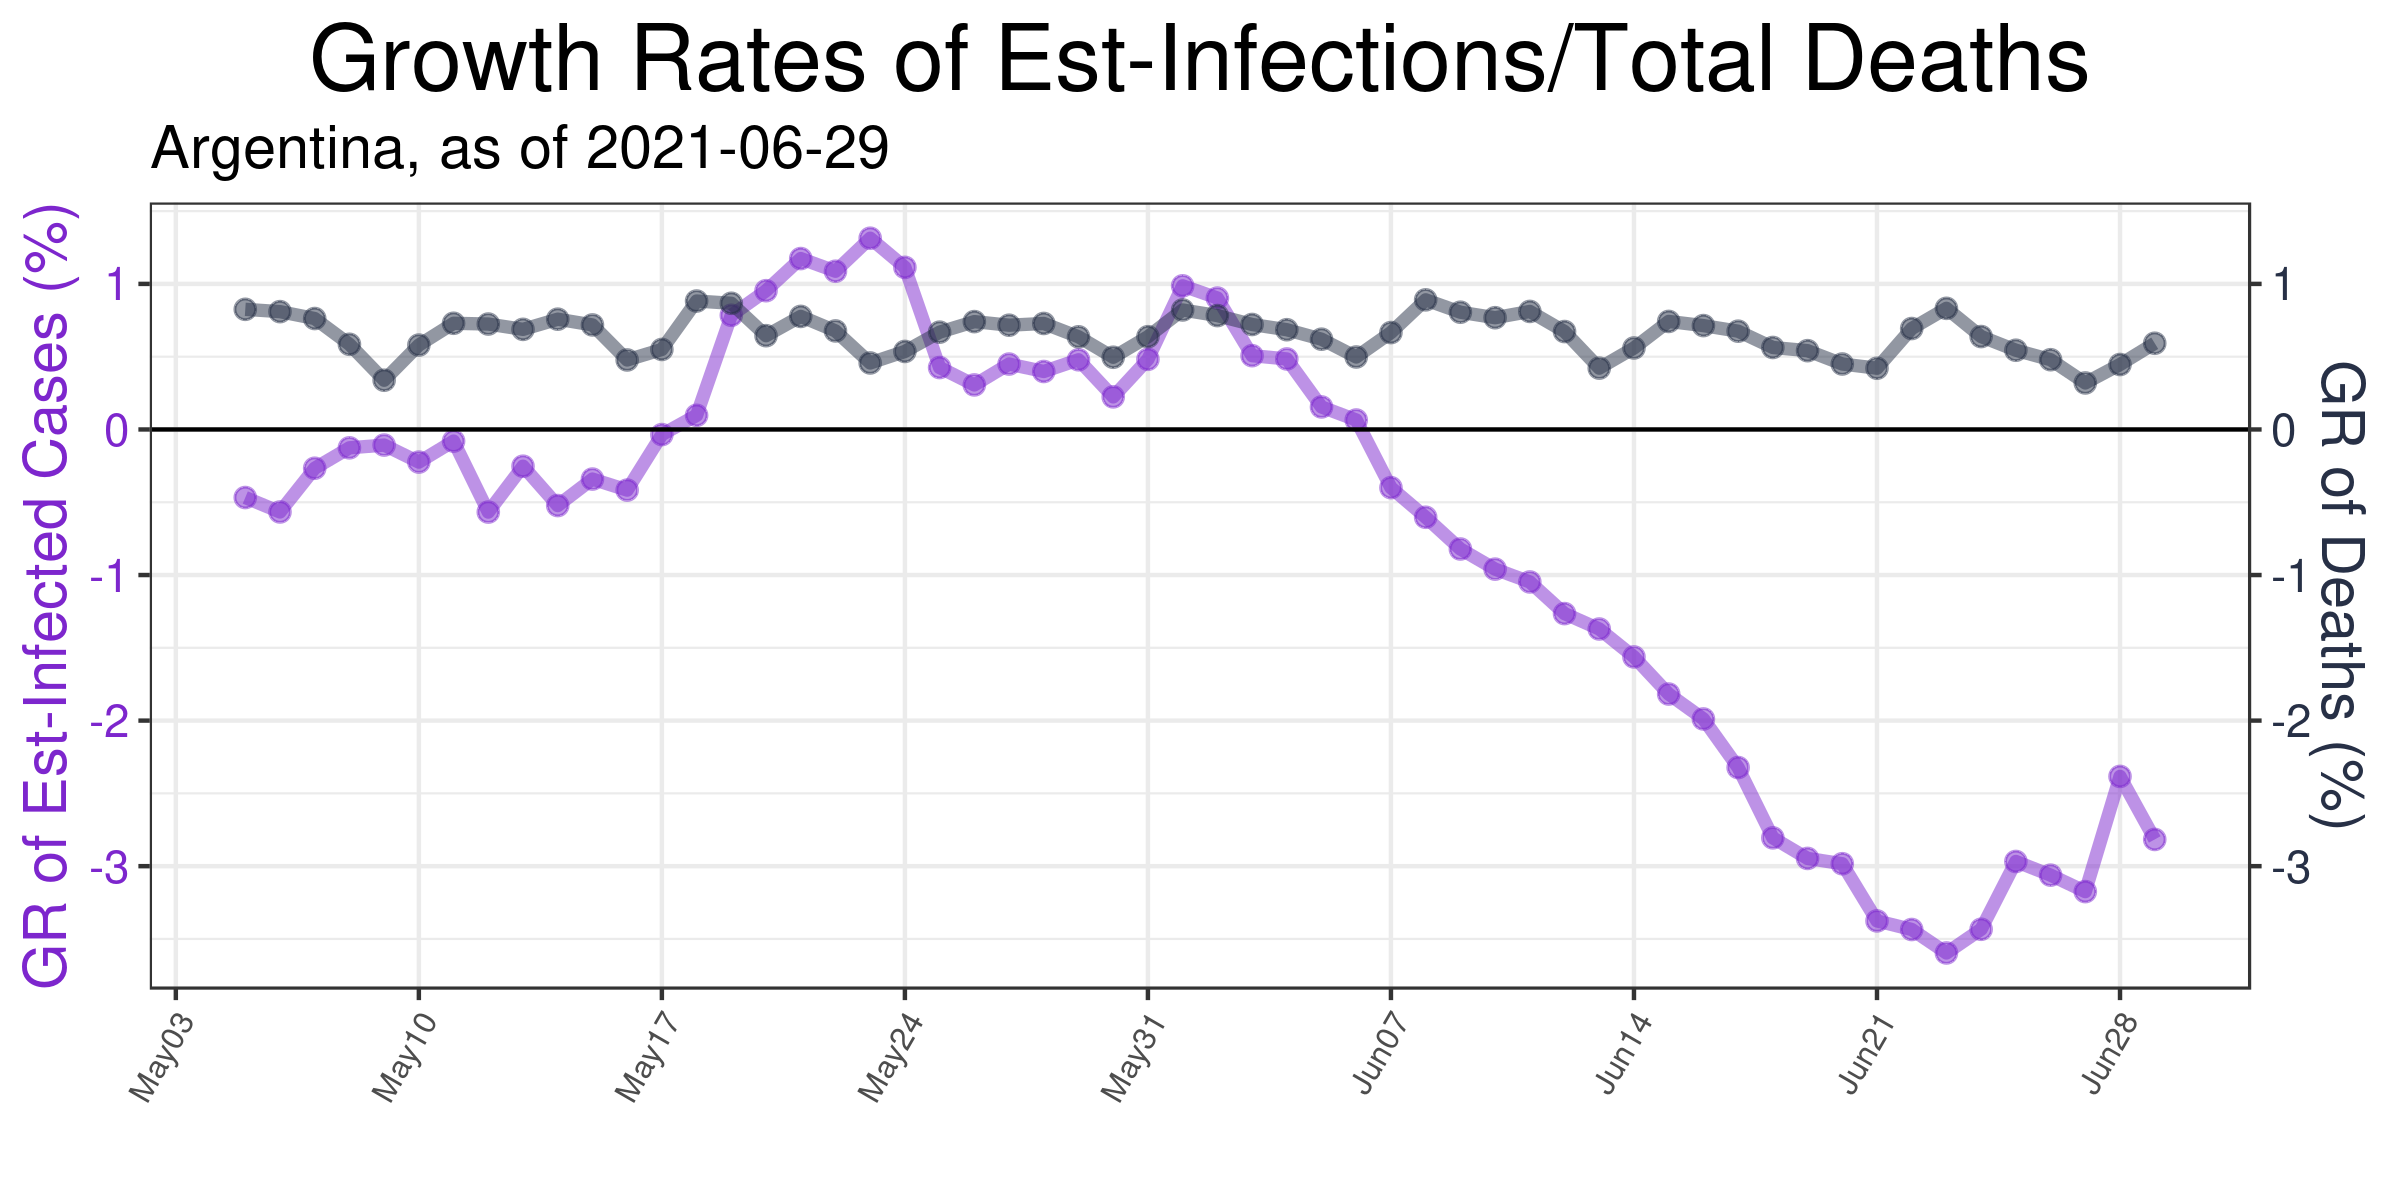 Growth Rates of Est-Infections/Total Deaths
Argentina, as of 2021-06-29
GR of Est-Infected Cases (%)
1
0
-1
-2
-3
1
0
-1
-2
-3
GR of Deaths (%)
May03
May10
May17
May24
May31
Jun07
Jun14
Jun21
Jun28